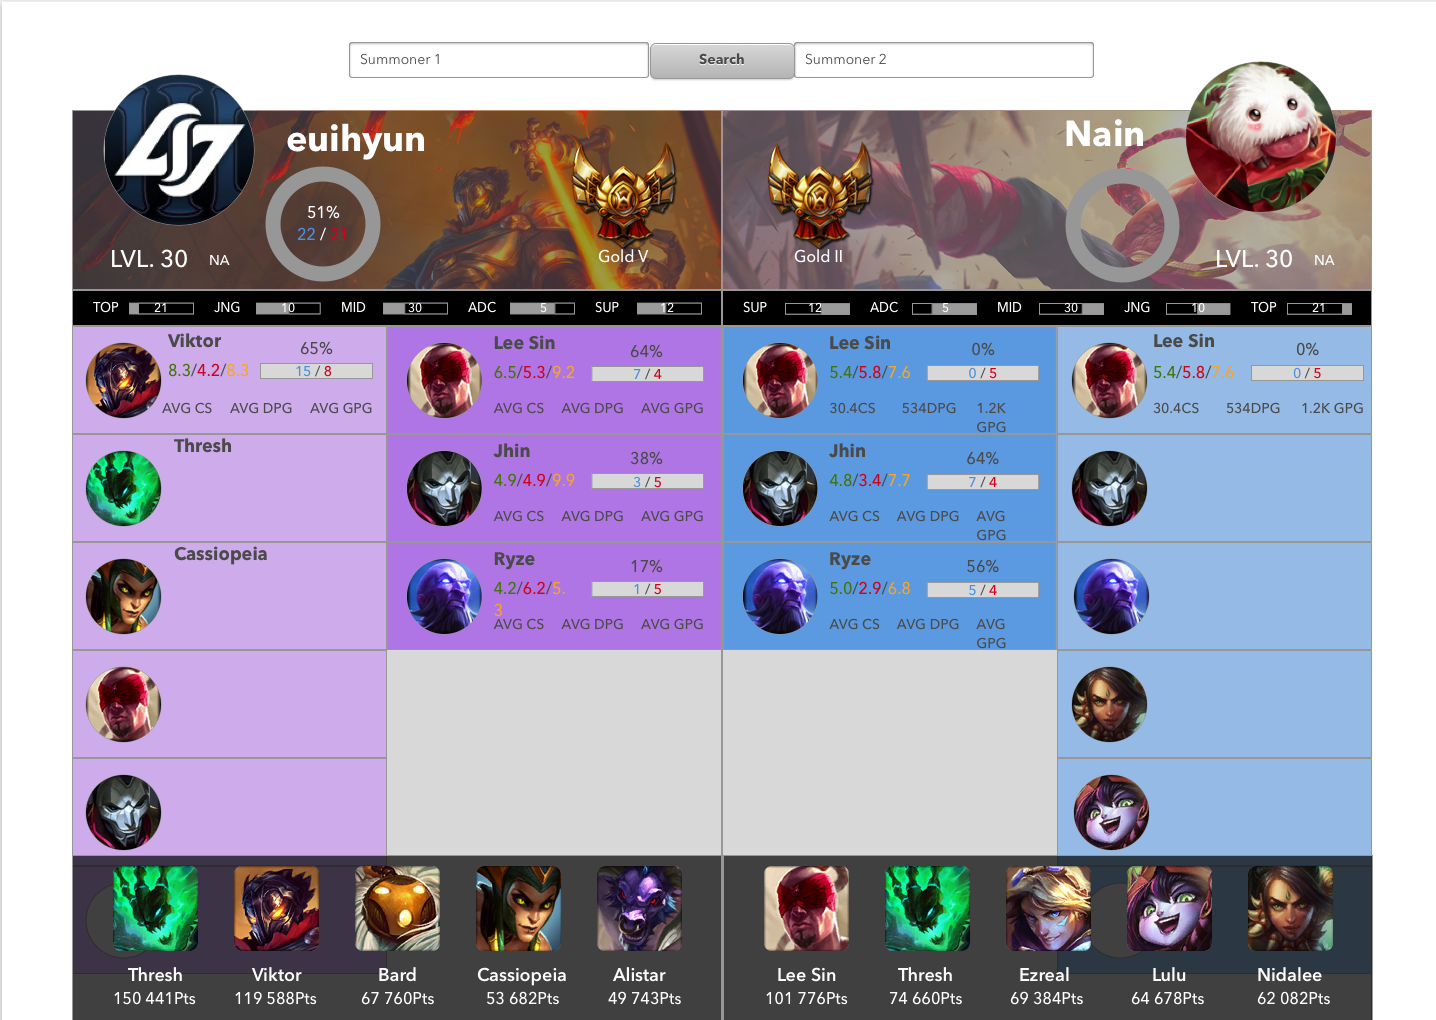 Summoner 1
Search
Summoner 2
euihyun
51%
22 / 21
LVL. 30
NA
Gold V
Nain
Gold II
LVL. 30
NA
TOP 21 JNG 10 MID 30 ADC 5 SUP 12
SUP 12 ADC 5 MID 30 JNG 10 TOP 21
Viktor
65%
8.3/4.2/8.3
15 / 8
AVG CS AVG DPG AVG GPG
Thresh
Cassiopeia
Lee Sin
64%
6.5/5.3/9.2
7 / 4
AVG CS AVG DPG AVG GPG
Jhin
38%
4.9/4.9/9.9
3 / 5
AVG CS AVG DPG AVG GPG
Ryze
17%
4.2/6.2/5.
3
1 / 5
AVG CS AVG DPG AVG GPG
Lee Sin
0%
5.4/5.8/7.6
0 / 5
30.4CS 534DPG 1.2K
GPG
Jhin
64%
4.8/3.4/7.7
7 / 4
AVG CS AVG DPG AVG
GPG
Ryze
56%
5.0/2.9/6.8
5 / 4
AVG CS AVG DPG AVG
GPG
Lee Sin
0%
5.4/5.8/7.6
0 / 5
30.4CS 534DPG 1.2K GPG
Thresh
150 441Pts
Viktor
119 588Pts
Bard
67 760Pts
Cassiopeia
53 682Pts
Alistar
49 743Pts
Lee Sin
101 776Pts
Thresh
74 660Pts
Ezreal
69 384Pts
Lulu
64 678Pts
Nidalee
62 082Pts